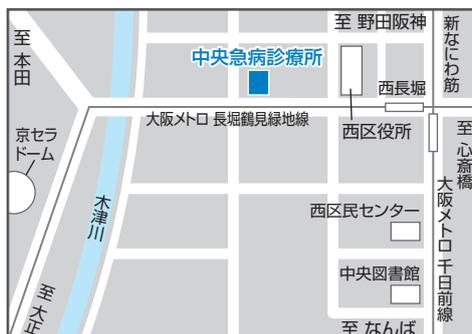 至 野田阪神
新なにわ筋
至 本田
中央急病診療所
西長堀
大阪メトロ 長堀鶴見緑地線
西区役所
至 心斎橋
京セラ
ドーム
木津川
大阪メトロ 千日前線
西区民センター
中央図書館
至 大正
至 なんば